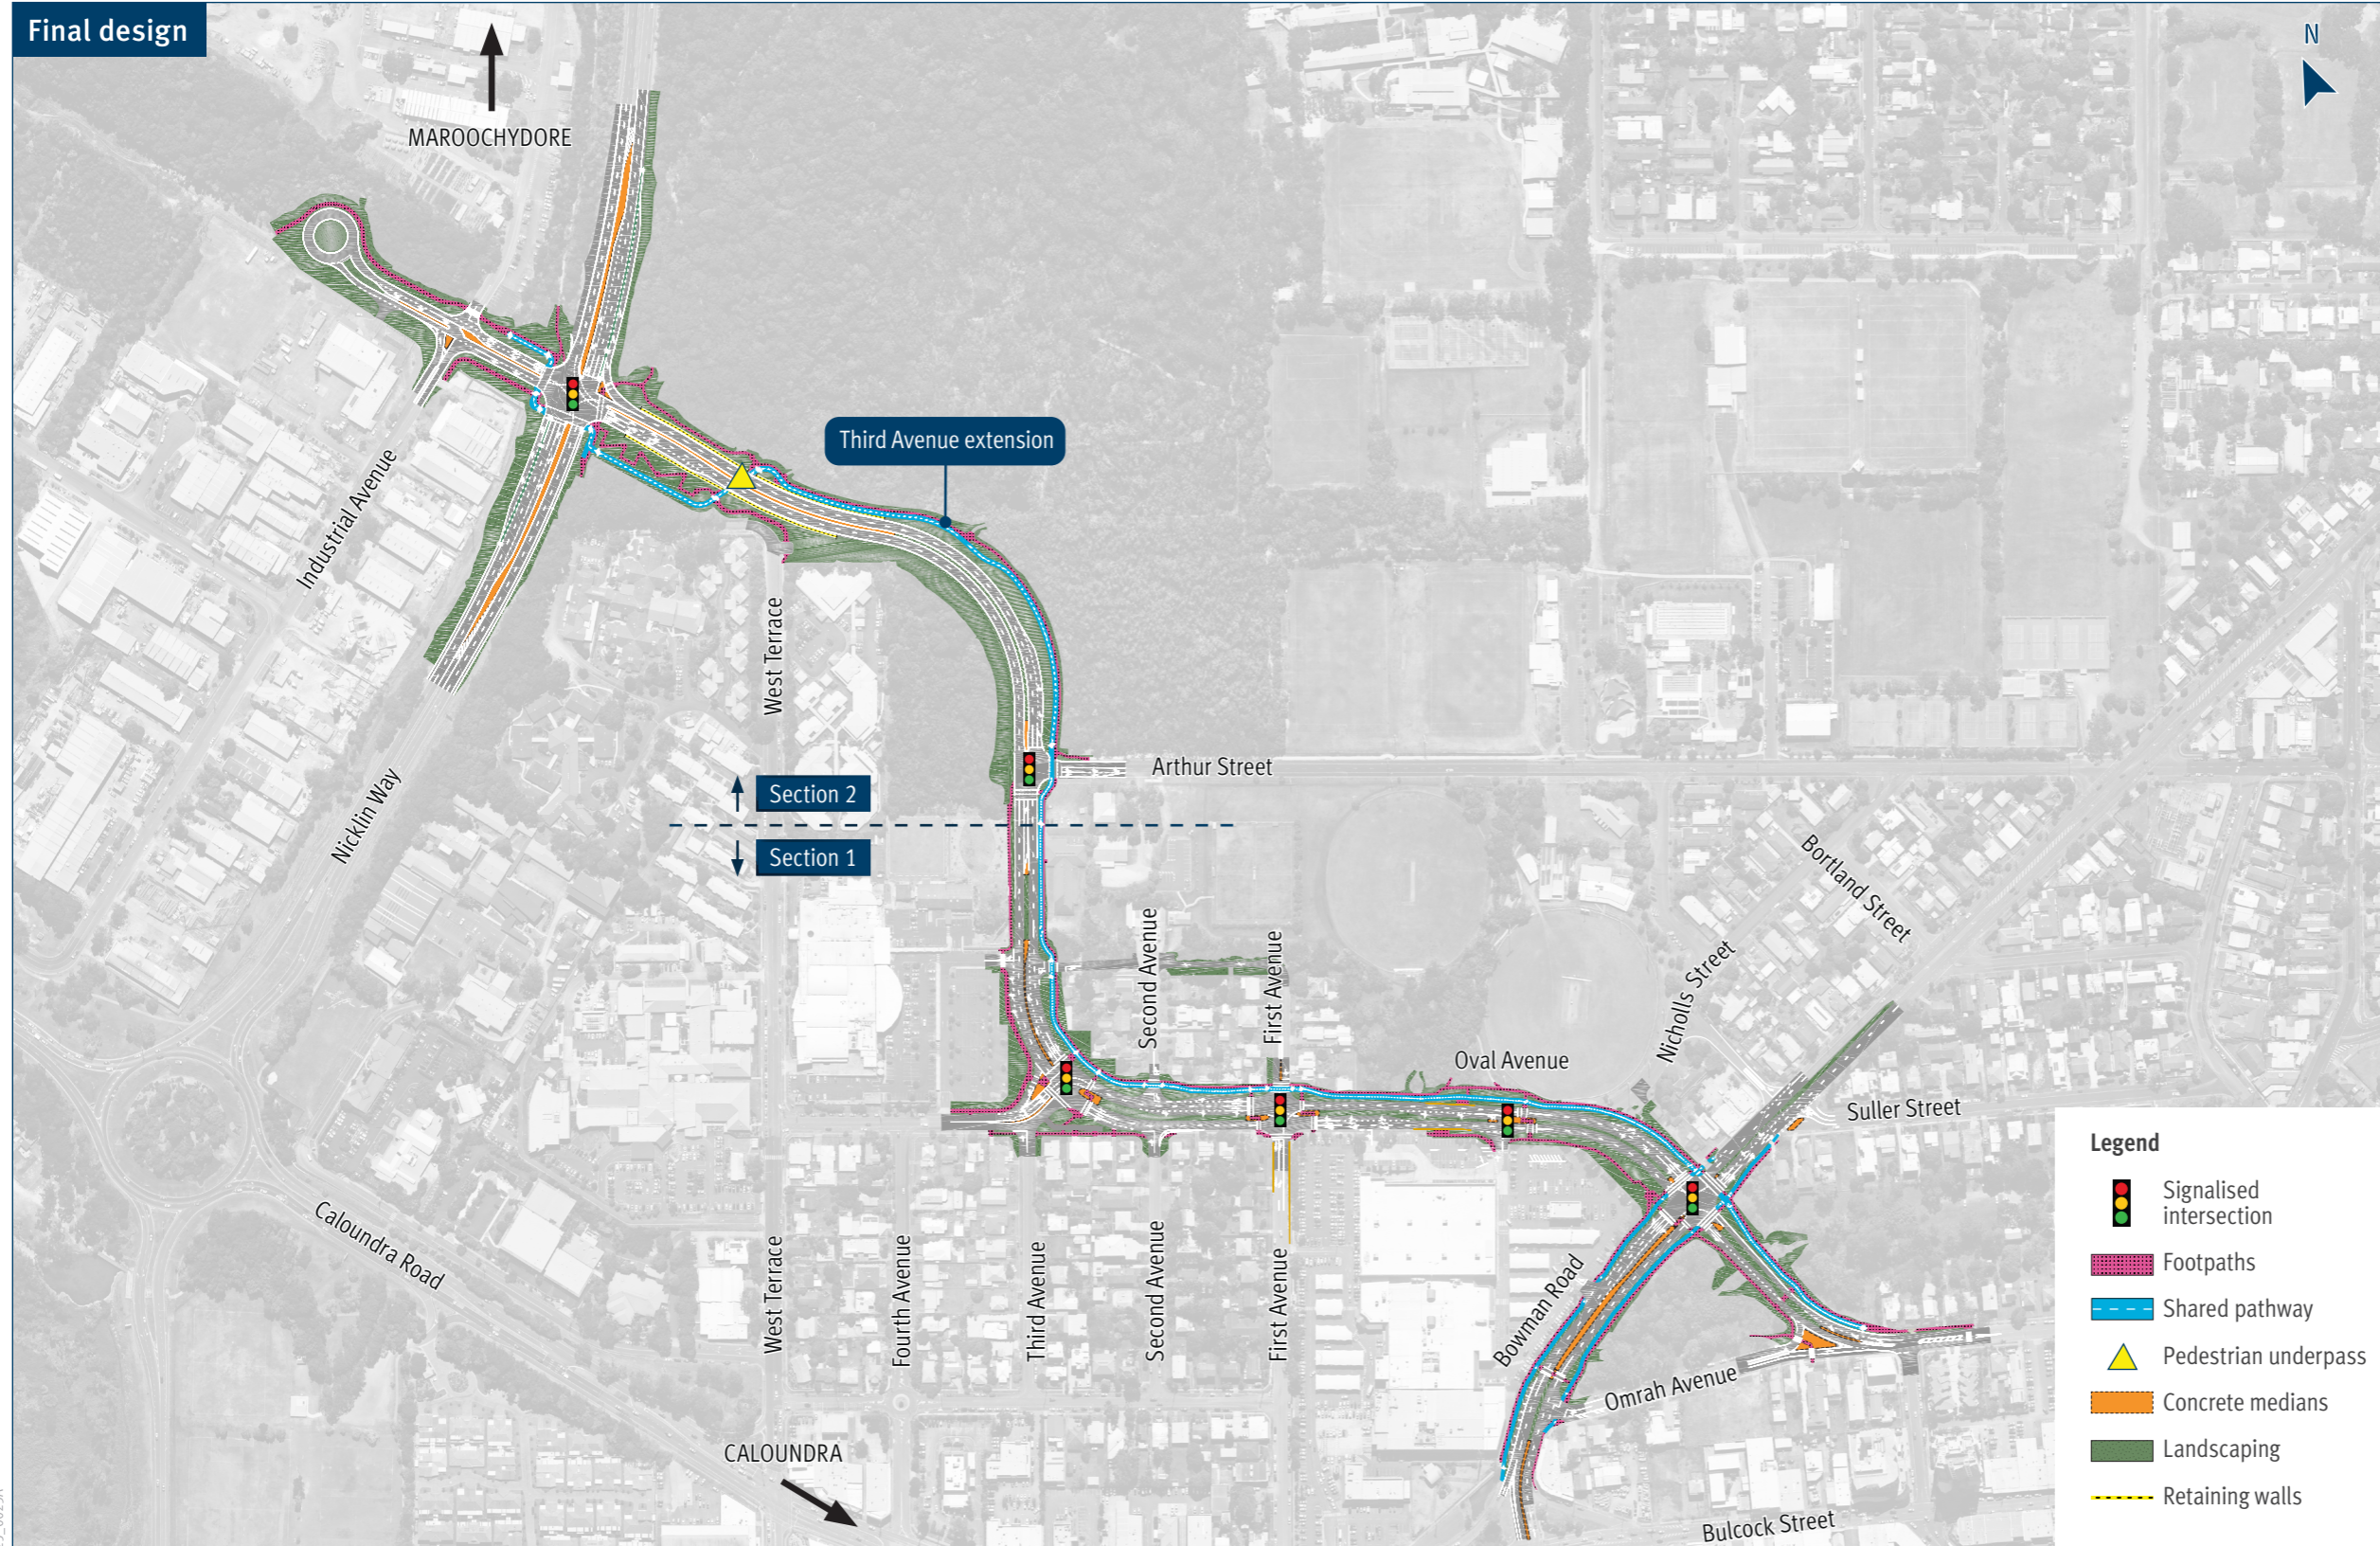 Final design
N
MAROOCHYDORE
Third Avenue extension
Industrial Avenue
West Terrace
Nicklin Way
Arthur Street
Section 2
Section 1
Bortland Street
Second Avenue
First Avenue
Nicholls Street
Oval Avenue
Suller Street
Caloundra Road
West Terrace
Fourth Avenue
Third Avenue
Second Avenue
First Avenue
Bowman Road
Omrah Avenue
CALOUNDRA
Bulcock Street
Legend
Signalised
intersection
Footpaths
Shared pathway
Pedestrian underpass
Concrete medians
Landscaping
Retaining walls